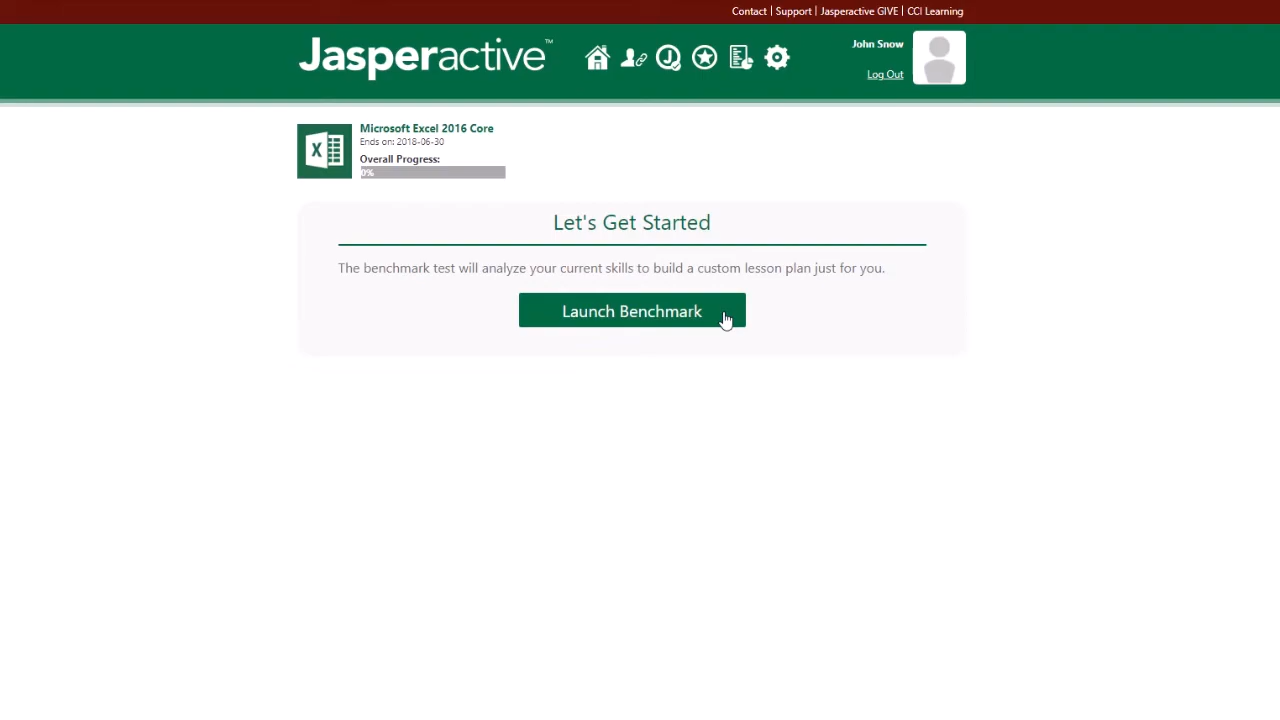 Contact | Support | Jasperactive GIVE | CCI Learning
Jasperactive™
John Snow
Log Out
Microsoft Excel 2016 Core
Ends on: 2018-06-30
Overall Progress:
0%
Let's Get Started
The benchmark test will analyze your current skills to build a custom lesson plan just for you.
Launch Benchmark